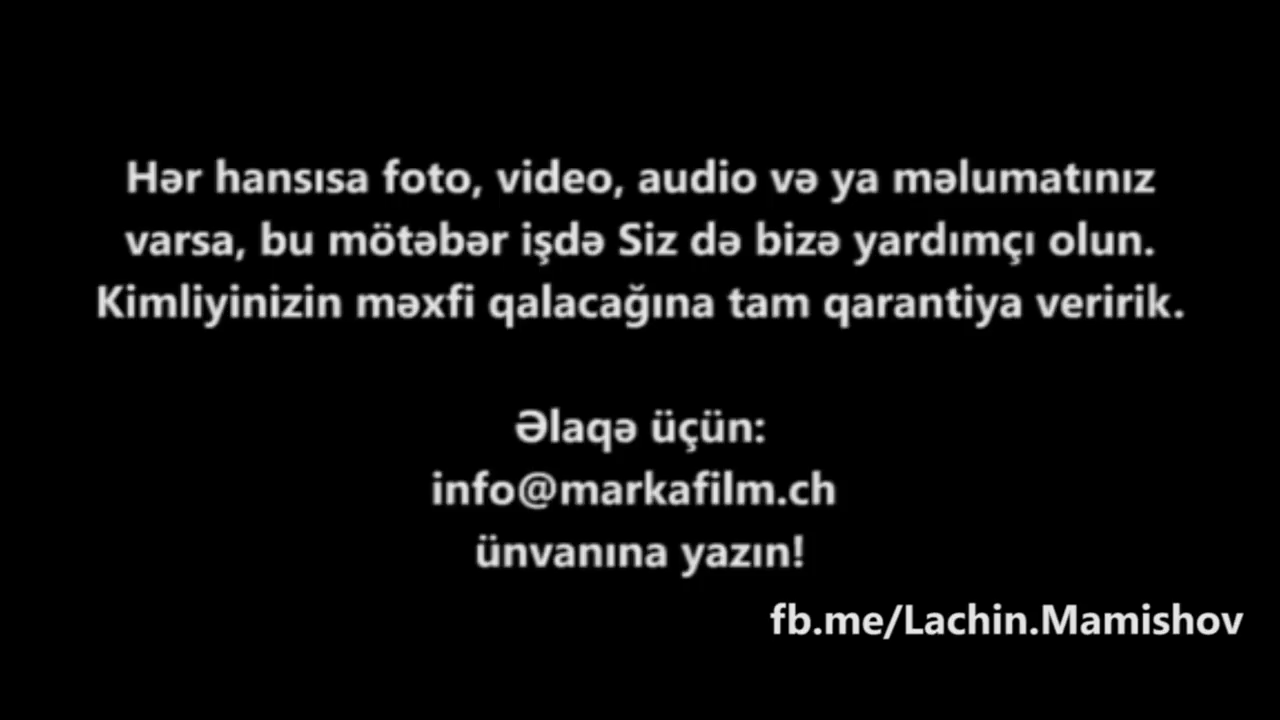 Hər hansısa foto, video, audio və ya məlumatınız
varsa, bu mötəbər işdə Siz də bizə yardımçı olun.
Kimliyinizin məxfi qalacağına tam qarantiya veririk.
Əlaqə üçün:
info@markafilm.ch
ünvanına yazın!
fb.me/Lachin.Mamishov